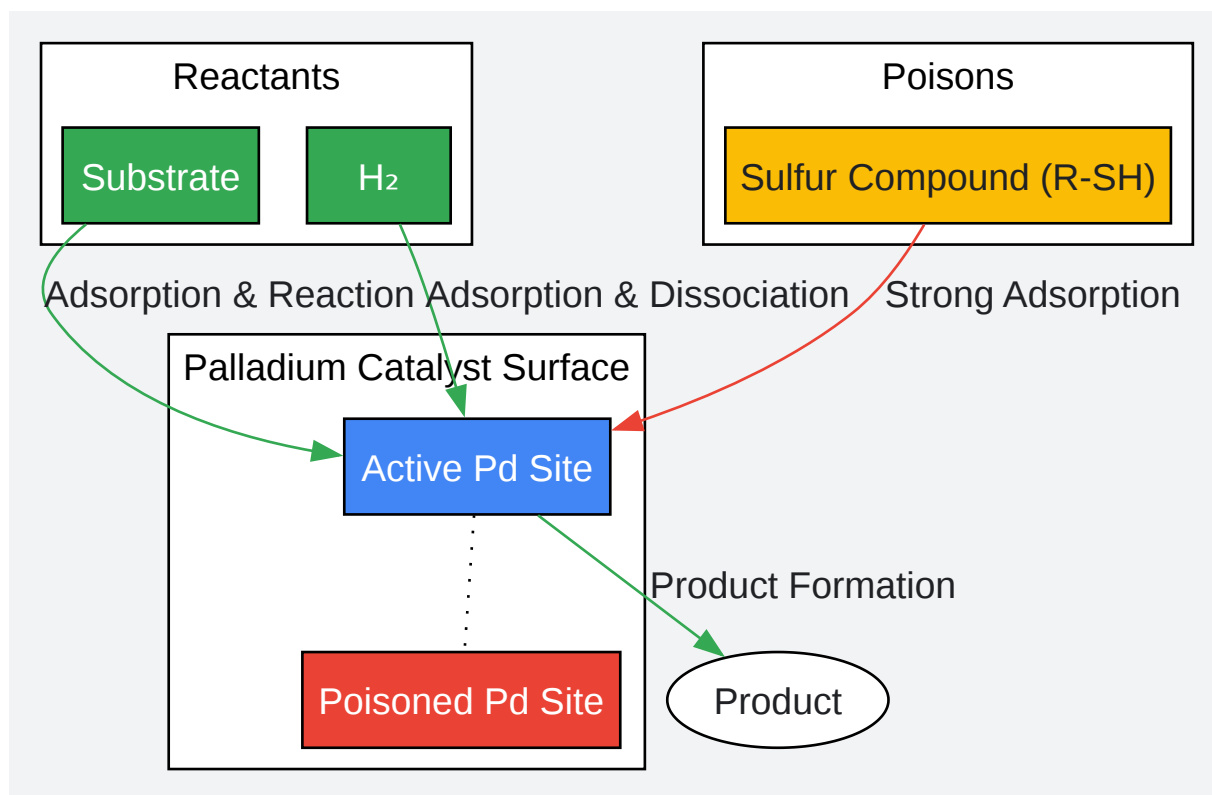 Reactants
Poisons
Substrate
H₂
Sulfur Compound (R-SH)
Adsorption & Reaction
Adsorption & Dissociation
Strong Adsorption
Palladium Catalyst Surface
Active Pd Site
Product Formation
Poisoned Pd Site
Product